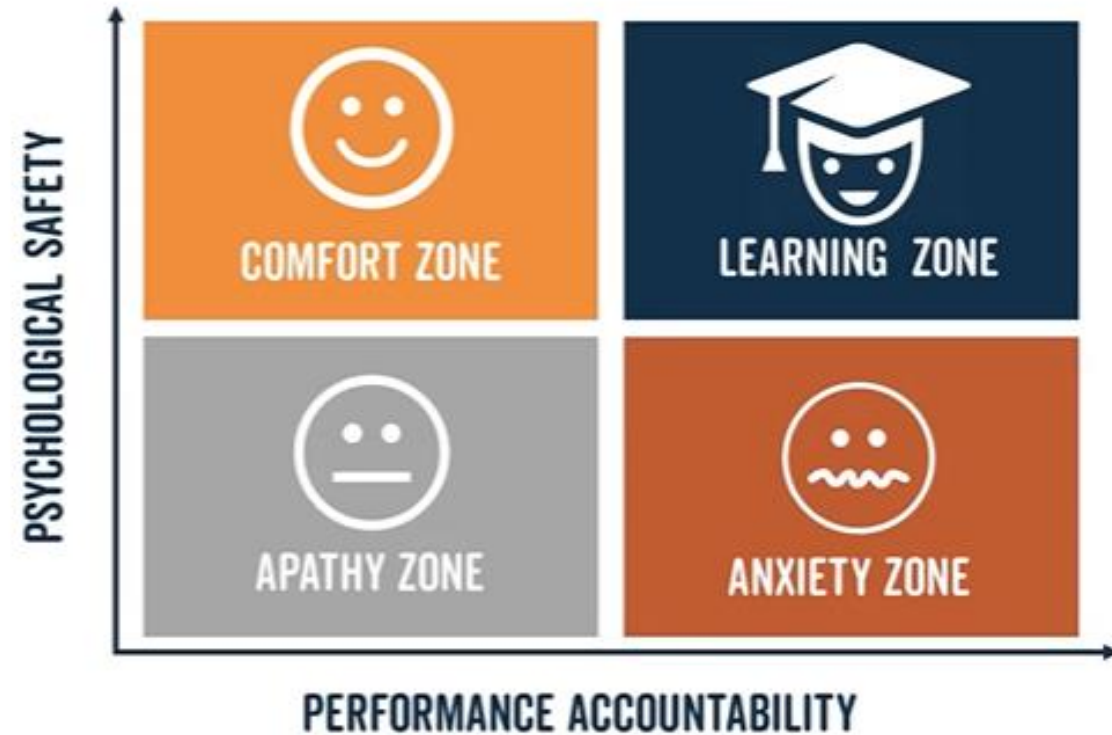 PSYCHOLOGICAL SAFETY
COMFORT ZONE
LEARNING ZONE
APATHY ZONE
ANXIETY ZONE
PERFORMANCE ACCOUNTABILITY